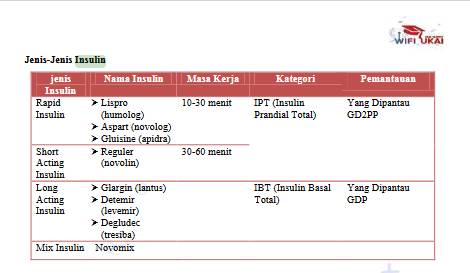 WIFI UKAI
Jenis-Jenis Insulin
jenis Insulin | Nama Insulin | Masa Kerja | Kategori | Pemantauan
Rapid Insulin | ➤ Lispro (humolog) ➤ Aspart (novolog) ➤ Gluisine (apidra) | 10-30 menit | IPT (Insulin Prandial Total) | Yang Dipantau GD2PP
Short Acting Insulin | ➤ Reguler (novolin) | 30-60 menit
Long Acting Insulin | ➤ Glargin (lantus) ➤ Detemir (levemir) ➤ Degludec (tresiba) | IBT (Insulin Basal Total) | Yang Dipantau GDP
Mix Insulin | Novomix